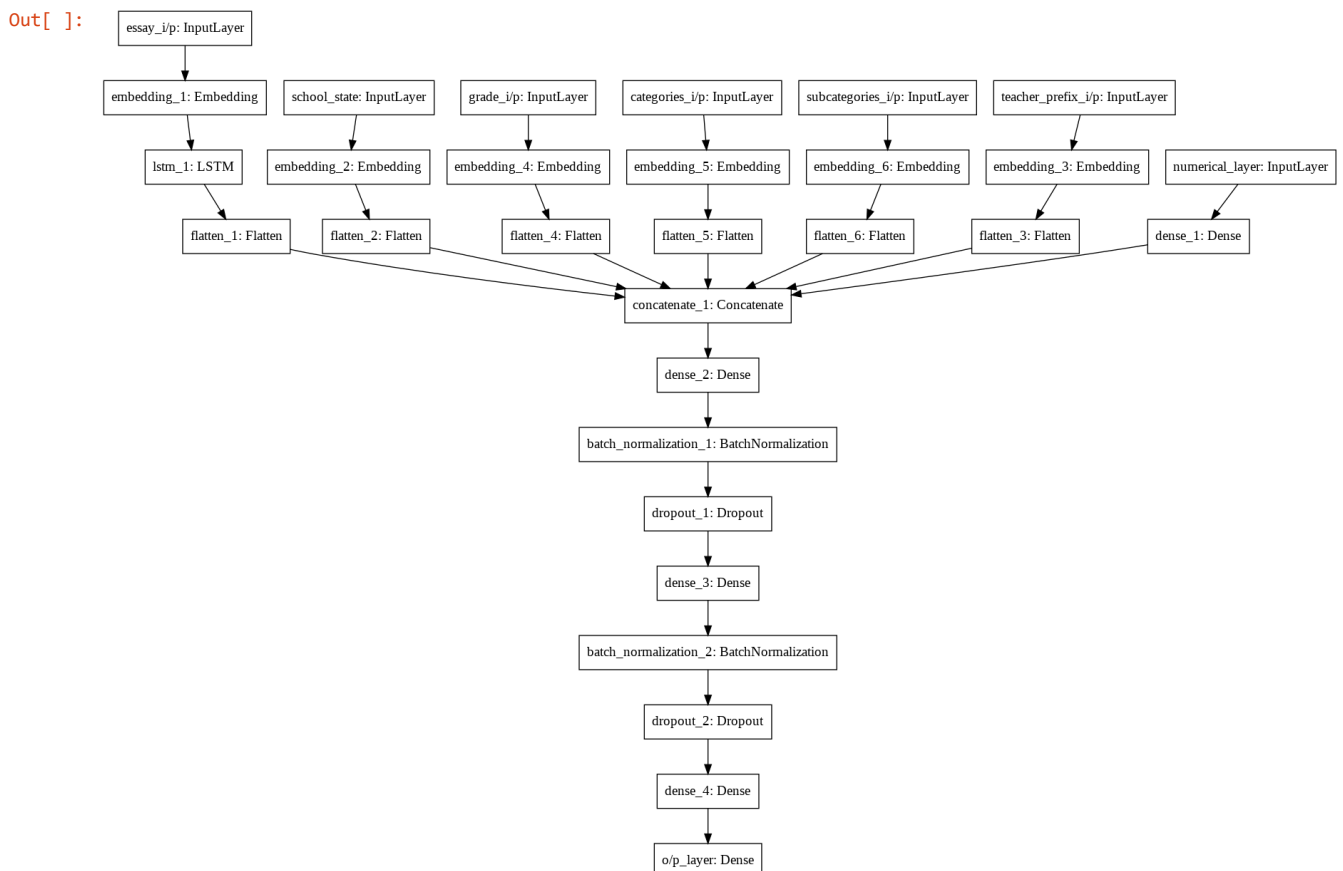 Out[ ]:
essay_i/p: InputLayer
embedding_1: Embedding
school_state: InputLayer
grade_i/p: InputLayer
categories_i/p: InputLayer
subcategories_i/p: InputLayer
teacher_prefix_i/p: InputLayer
lstm_1: LSTM
embedding_2: Embedding
embedding_4: Embedding
embedding_5: Embedding
embedding_6: Embedding
embedding_3: Embedding
numerical_layer: InputLayer
flatten_1: Flatten
flatten_2: Flatten
flatten_4: Flatten
flatten_5: Flatten
flatten_6: Flatten
flatten_3: Flatten
dense_1: Dense
concatenate_1: Concatenate
dense_2: Dense
batch_normalization_1: BatchNormalization
dropout_1: Dropout
dense_3: Dense
batch_normalization_2: BatchNormalization
dropout_2: Dropout
dense_4: Dense
o/p_layer: Dense